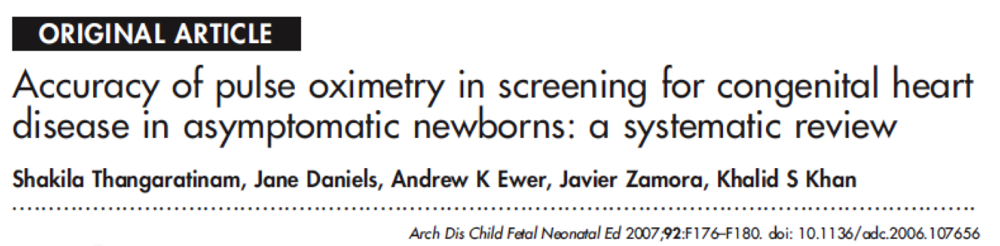 ORIGINAL ARTICLE
Accuracy of pulse oximetry in screening for congenital heart
disease in asymptomatic newborns: a systematic review
Shakila Thangaratinam, Jane Daniels, Andrew K Ewer, Javier Zamora, Khalid S Khan
Arch Dis Child Fetal Neonatal Ed 2007;92:F176–F180. doi: 10.1136/adc.2006.107656